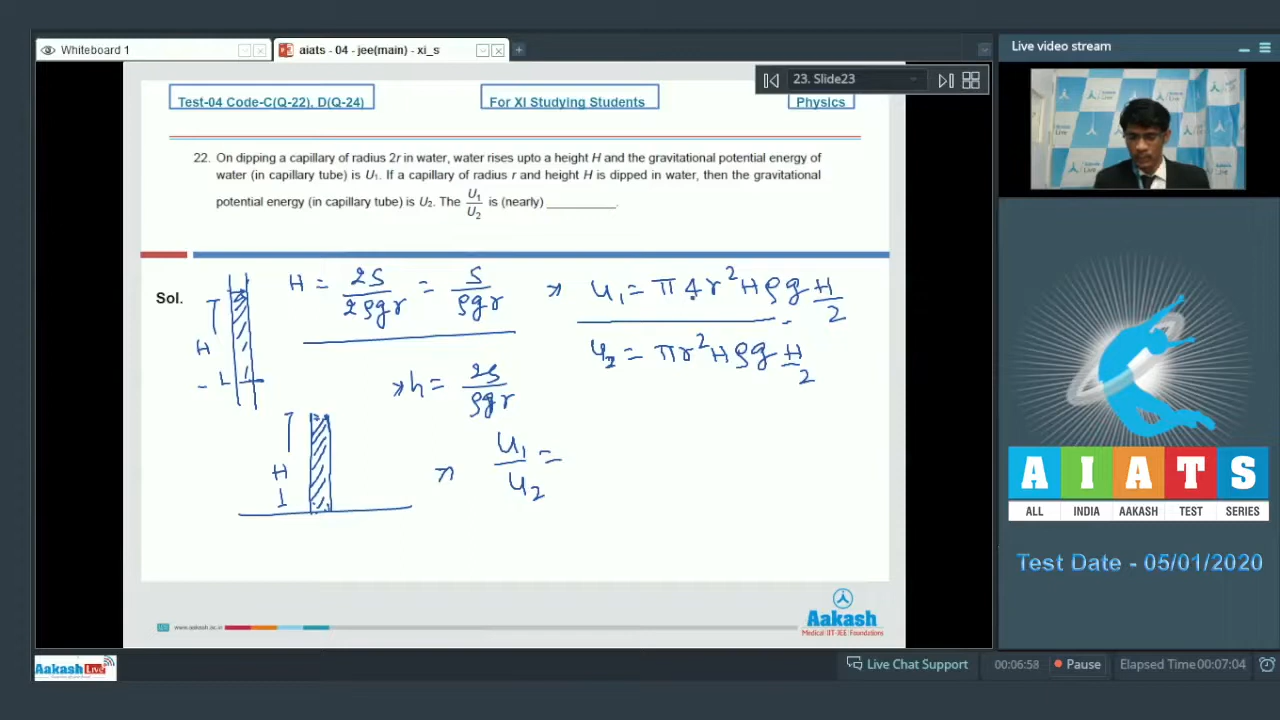 Whiteboard 1
aiats - 04 - jee(main) - xi_s
Live video stream
23. Slide23
Test-04 Code-C(Q-22), D(Q-24)
For XI Studying Students
Physics
22. On dipping a capillary of radius 2r in water, water rises upto a height H and the gravitational potential energy of
water (in capillary tube) is U₁. If a capillary of radius r and height H is dipped in water, then the gravitational
potential energy (in capillary tube) is U₂. The U₁/U₂ is (nearly) __________.
Sol.
H = 2S/2ρgr = S/ρgr
U₁ = π4r²Hρg H/2
U₂ = πr²Hρg H/2
H
h = 2S/ρgr
H
U₁/U₂ =
www.aakash.ac.in
Aakash
Medical|IIT-JEE|Foundations
A I A T S
ALL INDIA AAKASH TEST SERIES
Test Date - 05/01/2020
Aakash Live
Live Chat Support
00:06:58
Pause
Elapsed Time 00:07:04